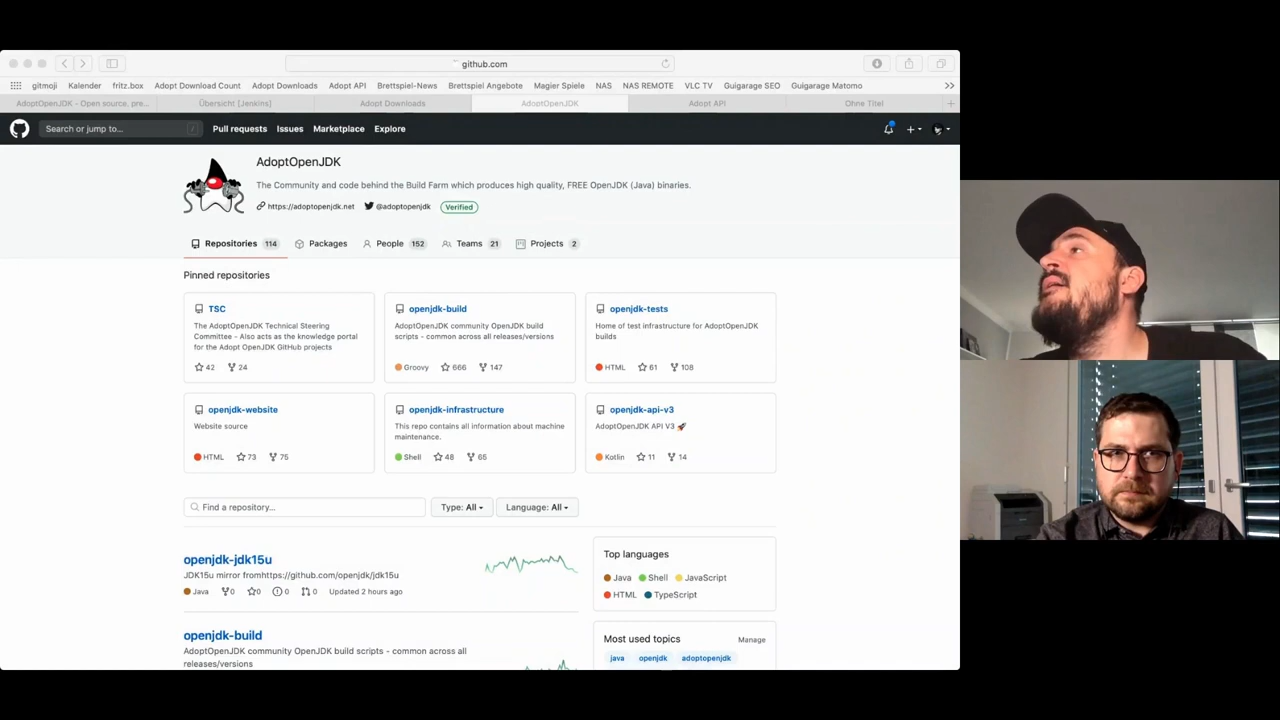 github.com
gitmoji Kalender fritz.box Adopt Download Count Adopt Downloads Adopt API Brettspiel-News Brettspiel Angebote Magier Spiele NAS NAS REMOTE VLC TV Guigarage SEO Guigarage Matomo
AdoptOpenJDK - Open source, pre... Übersicht [Jenkins] Adopt Downloads AdoptOpenJDK Adopt API Ohne Titel
Search or jump to... / Pull requests Issues Marketplace Explore
AdoptOpenJDK
The Community and code behind the Build Farm which produces high quality, FREE OpenJDK (Java) binaries.
https://adoptopenjdk.net @adoptopenjdk Verified
Repositories 114 Packages People 152 Teams 21 Projects 2
Pinned repositories
TSC
The AdoptOpenJDK Technical Steering
Committee - Also acts as the knowledge portal
for the Adopt OpenJDK GitHub projects
42 24
openjdk-build
AdoptOpenJDK community OpenJDK build
scripts - common across all releases/versions
Groovy 666 147
openjdk-tests
Home of test infrastructure for AdoptOpenJDK
builds
HTML 61 108
openjdk-website
Website source
HTML 73 75
openjdk-infrastructure
This repo contains all information about machine
maintenance.
Shell 48 65
openjdk-api-v3
AdoptOpenJDK API V3 🚀
Kotlin 11 14
Find a repository... Type: All Language: All
openjdk-jdk15u
JDK15u mirror fromhttps://github.com/openjdk/jdk15u
Java 0 0 0 0 Updated 2 hours ago
openjdk-build
AdoptOpenJDK community OpenJDK build scripts - common across all
releases/versions
Top languages
Java Shell JavaScript
HTML TypeScript
Most used topics Manage
java openjdk adoptopenjdk